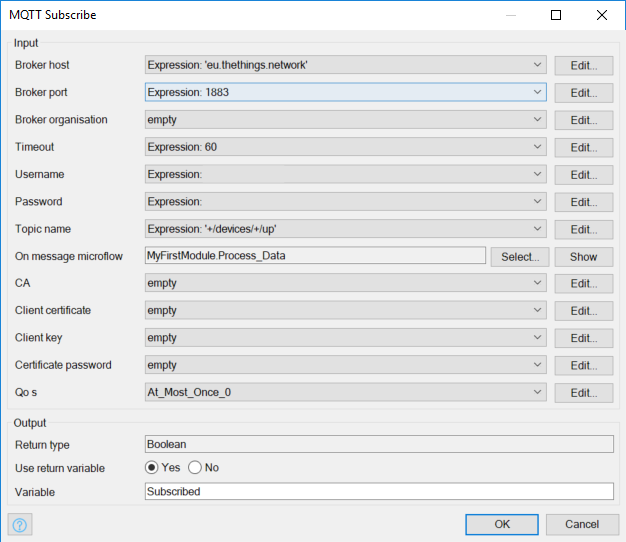 MQTT Subscribe
Input
Broker host Expression: 'eu.thethings.network' Edit...
Broker port Expression: 1883 Edit...
Broker organisation empty Edit...
Timeout Expression: 60 Edit...
Username Expression: Edit...
Password Expression: Edit...
Topic name Expression: '+/devices/+/up' Edit...
On message microflow MyFirstModule.Process_Data Select... Show
CA empty Edit...
Client certificate empty Edit...
Client key empty Edit...
Certificate password empty Edit...
Qo s At_Most_Once_0 Edit...
Output
Return type Boolean
Use return variable Yes No
Variable Subscribed
? OK Cancel